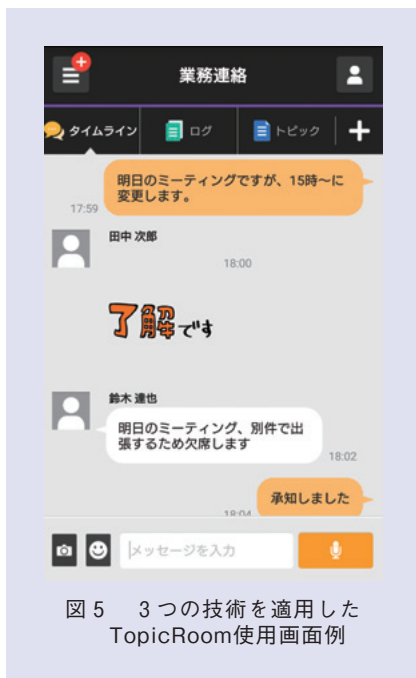 業務連絡
タイムライン
ログ
トピック
明日のミーティングですが、15時～に
変更します。
17:59
田中 次郎
18:00
了解です
鈴木 達也
明日のミーティング、別件で出
張するため欠席します
18:02
承知しました
18:04
メッセージを入力
図5 3つの技術を適用した
TopicRoom使用画面例